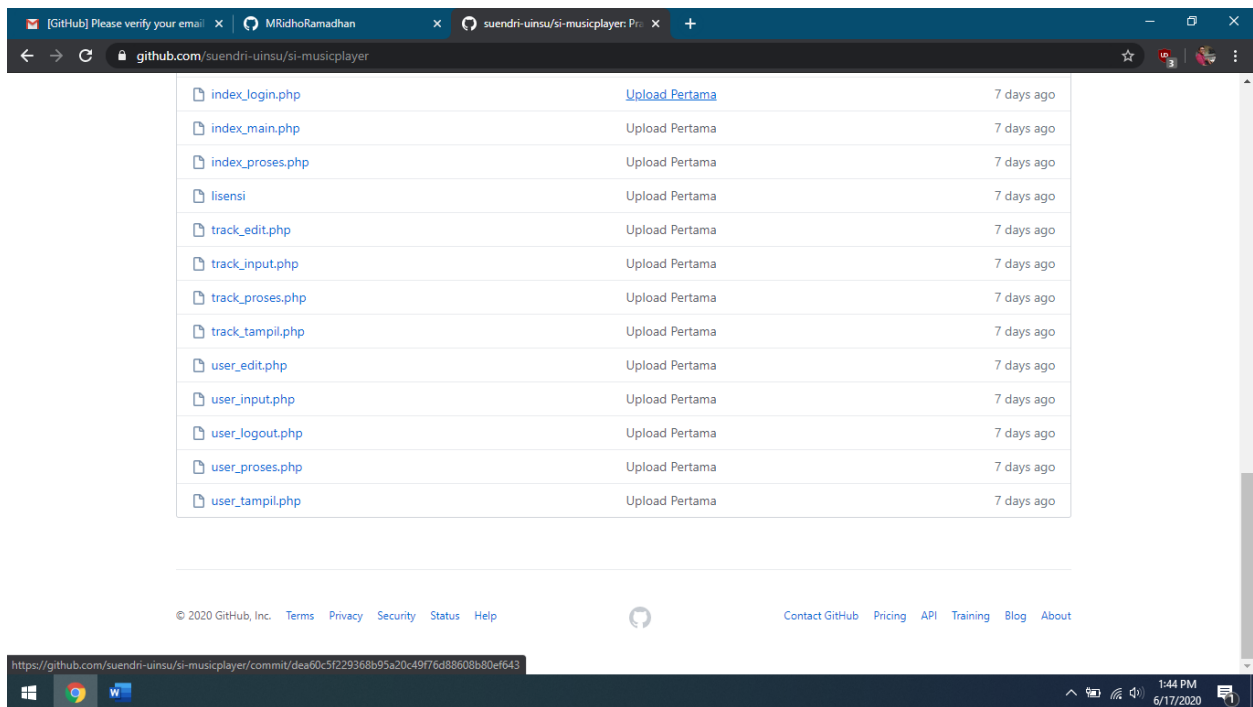 [GitHub] Please verify your email
MRidhoRamadhan
suendri-uinsu/si-musicplayer: Pra
github.com/suendri-uinsu/si-musicplayer
3
index_login.php Upload Pertama 7 days ago
index_main.php Upload Pertama 7 days ago
index_proses.php Upload Pertama 7 days ago
lisensi Upload Pertama 7 days ago
track_edit.php Upload Pertama 7 days ago
track_input.php Upload Pertama 7 days ago
track_proses.php Upload Pertama 7 days ago
track_tampil.php Upload Pertama 7 days ago
user_edit.php Upload Pertama 7 days ago
user_input.php Upload Pertama 7 days ago
user_logout.php Upload Pertama 7 days ago
user_proses.php Upload Pertama 7 days ago
user_tampil.php Upload Pertama 7 days ago
© 2020 GitHub, Inc. Terms Privacy Security Status Help Contact GitHub Pricing API Training Blog About
https://github.com/suendri-uinsu/si-musicplayer/commit/dea60c5f229368b95a20c49f76d88608b80ef643
W
1:44 PM
6/17/2020
1